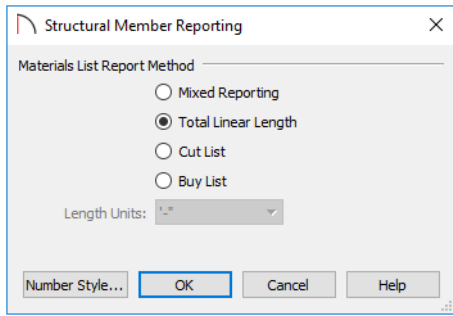 Structural Member Reporting
Materials List Report Method
Mixed Reporting
Total Linear Length
Cut List
Buy List
Length Units: '-"
Number Style... OK Cancel Help